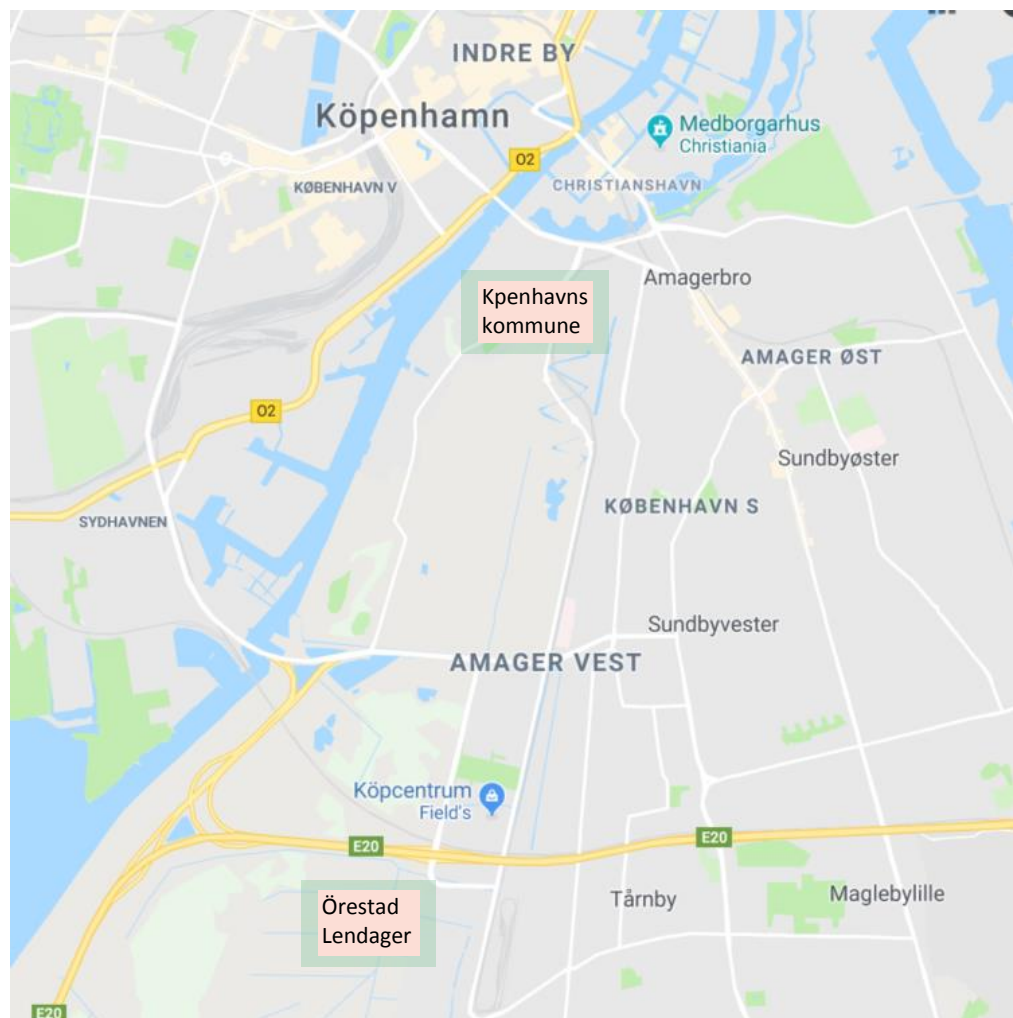 INDRE BY
Köpenhamn
Medborgarhus
Christiania
O2
KØBENHAVN V
CHRISTIANSHAVN
Kpenhavns
kommune
Amagerbro
AMAGER ØST
O2
Sundbyøster
KØBENHAVN S
SYDHAVNEN
Sundbyvester
AMAGER VEST
Köpcentrum
Field's
E20
E20
Örestad
Lendager
Tårnby
Maglebylille
E20